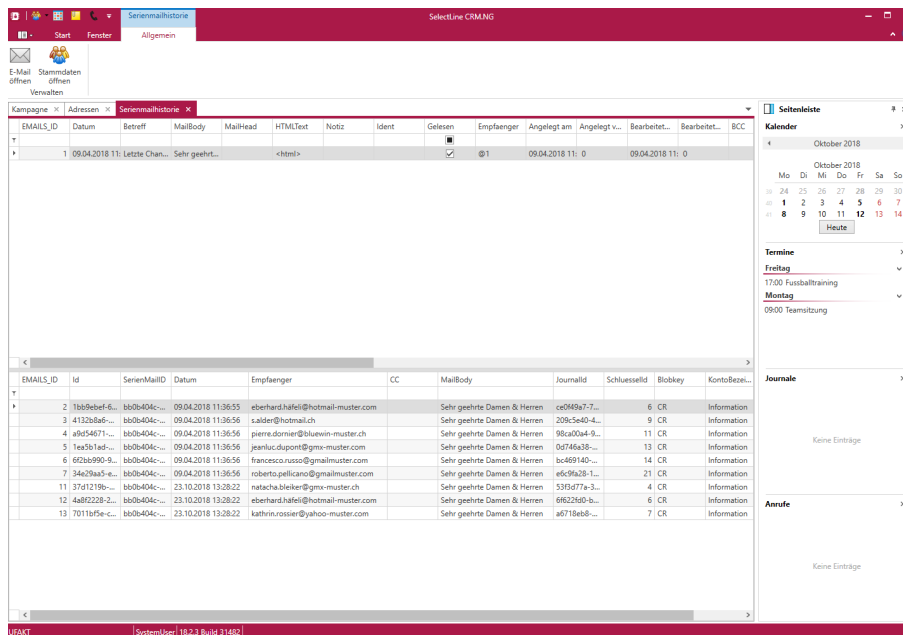 Serienmailhistorie SelectLine CRM.NG
Start Fenster Allgemein
E-Mail öffnen Stammdaten öffnen
Verwalten
Kampagne × Adressen × Serienmailhistorie ×
EMAILS_ID Datum Betreff MailBody MailHead HTMLText Notiz Ident Gelesen Empfaenger Angelegt am Angelegt v... Bearbeitet... Bearbeitet... BCC
1 09.04.2018 11: Letzte Chan... Sehr geehrt... <html> @1 09.04.2018 11: 0 09.04.2018 11: 0
EMAILS_ID Id SerienMailID Datum Empfaenger CC MailBody JournalId SchluesselId Blobkey KontoBezei...
2 1bb9ebef-6... bb0b404c-... 09.04.2018 11:36:55 eberhard.häfeli@hotmail-muster.com Sehr geehrte Damen & Herren ce0f49a7-7... 6 CR Information
3 4132b8a6-... bb0b404c-... 09.04.2018 11:36:56 s.alder@hotmail.ch Sehr geehrte Damen & Herren 209c5e40-4... 9 CR Information
4 a9d54671-... bb0b404c-... 09.04.2018 11:36:56 pierre.dornier@bluewin-muster.ch Sehr geehrte Damen & Herren 98ca00a4-9... 11 CR Information
5 1ea5b1ad-... bb0b404c-... 09.04.2018 11:36:56 jeanluc.dupont@gmx-muster.ch Sehr geehrte Damen & Herren 0d746a38-... 13 CR Information
6 6f2bb990-9... bb0b404c-... 09.04.2018 11:36:56 francesco.russo@gmailmuster.com Sehr geehrte Damen & Herren bc469140-... 14 CR Information
7 34e29aa5-e... bb0b404c-... 09.04.2018 11:36:56 roberto.pellicano@gmailmuster.com Sehr geehrte Damen & Herren e6c9fa28-1... 21 CR Information
11 37d1219b-... bb0b404c-... 23.10.2018 13:28:22 natacha.bleiker@gmx-muster.ch Sehr geehrte Damen & Herren 53f3d77a-3... 4 CR Information
12 4a8f2228-2... bb0b404c-... 23.10.2018 13:28:22 eberhard.häfeli@hotmail-muster.com Sehr geehrte Damen & Herren 6f622fd0-b... 6 CR Information
13 7011bf5e-c... bb0b404c-... 23.10.2018 13:28:22 kathrin.rossier@yahoo-muster.com Sehr geehrte Damen & Herren a6718eb8-... 7 CR Information
Seitenleiste
Kalender
Oktober 2018
Oktober 2018
Mo Di Mi Do Fr Sa So
39 24 25 26 27 28 29 30
40 1 2 3 4 5 6 7
41 8 9 10 11 12 13 14
Heute
Termine
Freitag
17:00 Fussballtraining
Montag
09:00 Teamsitzung
Journale
Keine Einträge
Anrufe
Keine Einträge
UFAKT SystemUser 18.2.3 Build 31482